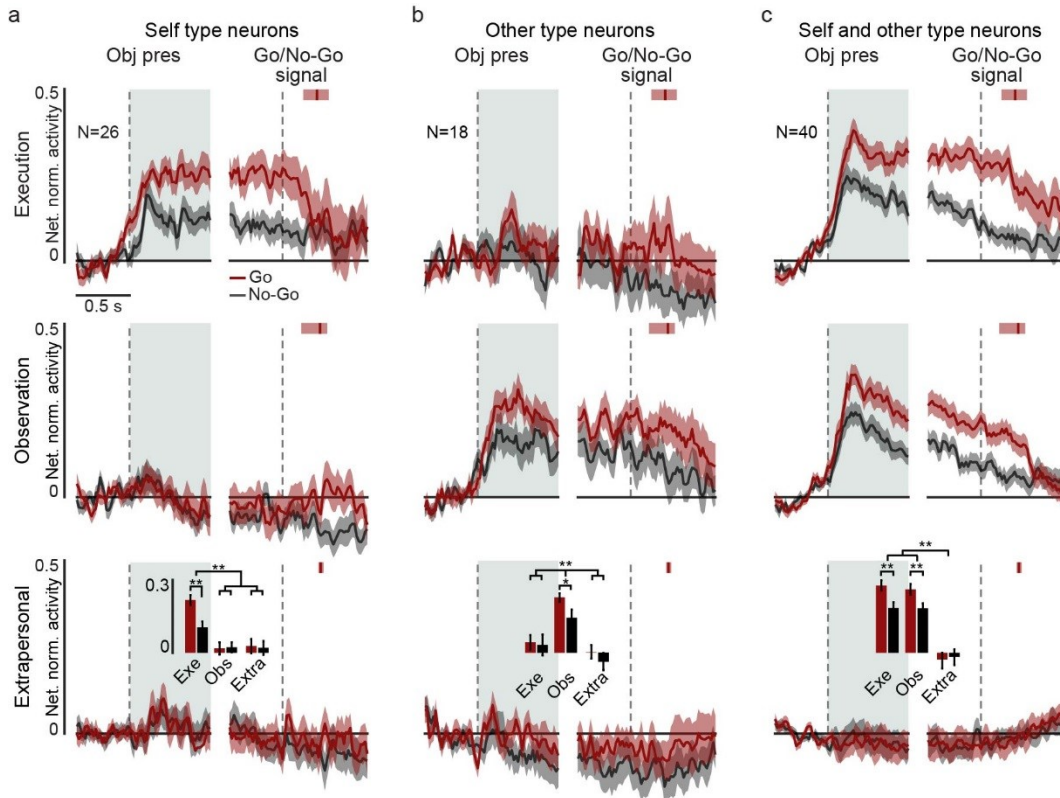 a
Self type neurons
Obj pres
Go/No-Go
signal
b
Other type neurons
Obj pres
Go/No-Go
signal
c
Self and other type neurons
Obj pres
Go/No-Go
signal
Execution
0 Net. norm. activity 0.5
N=26
N=18
N=40
Go
No-Go
0.5 s
Observation
0 Net. norm. activity 0.5
Extrapersonal
0 Net. norm. activity 0.5
0.3
0
**
**
Exe
Obs
Extra
**
*
Exe
Obs
Extra
**
**
**
Exe
Obs
Extra